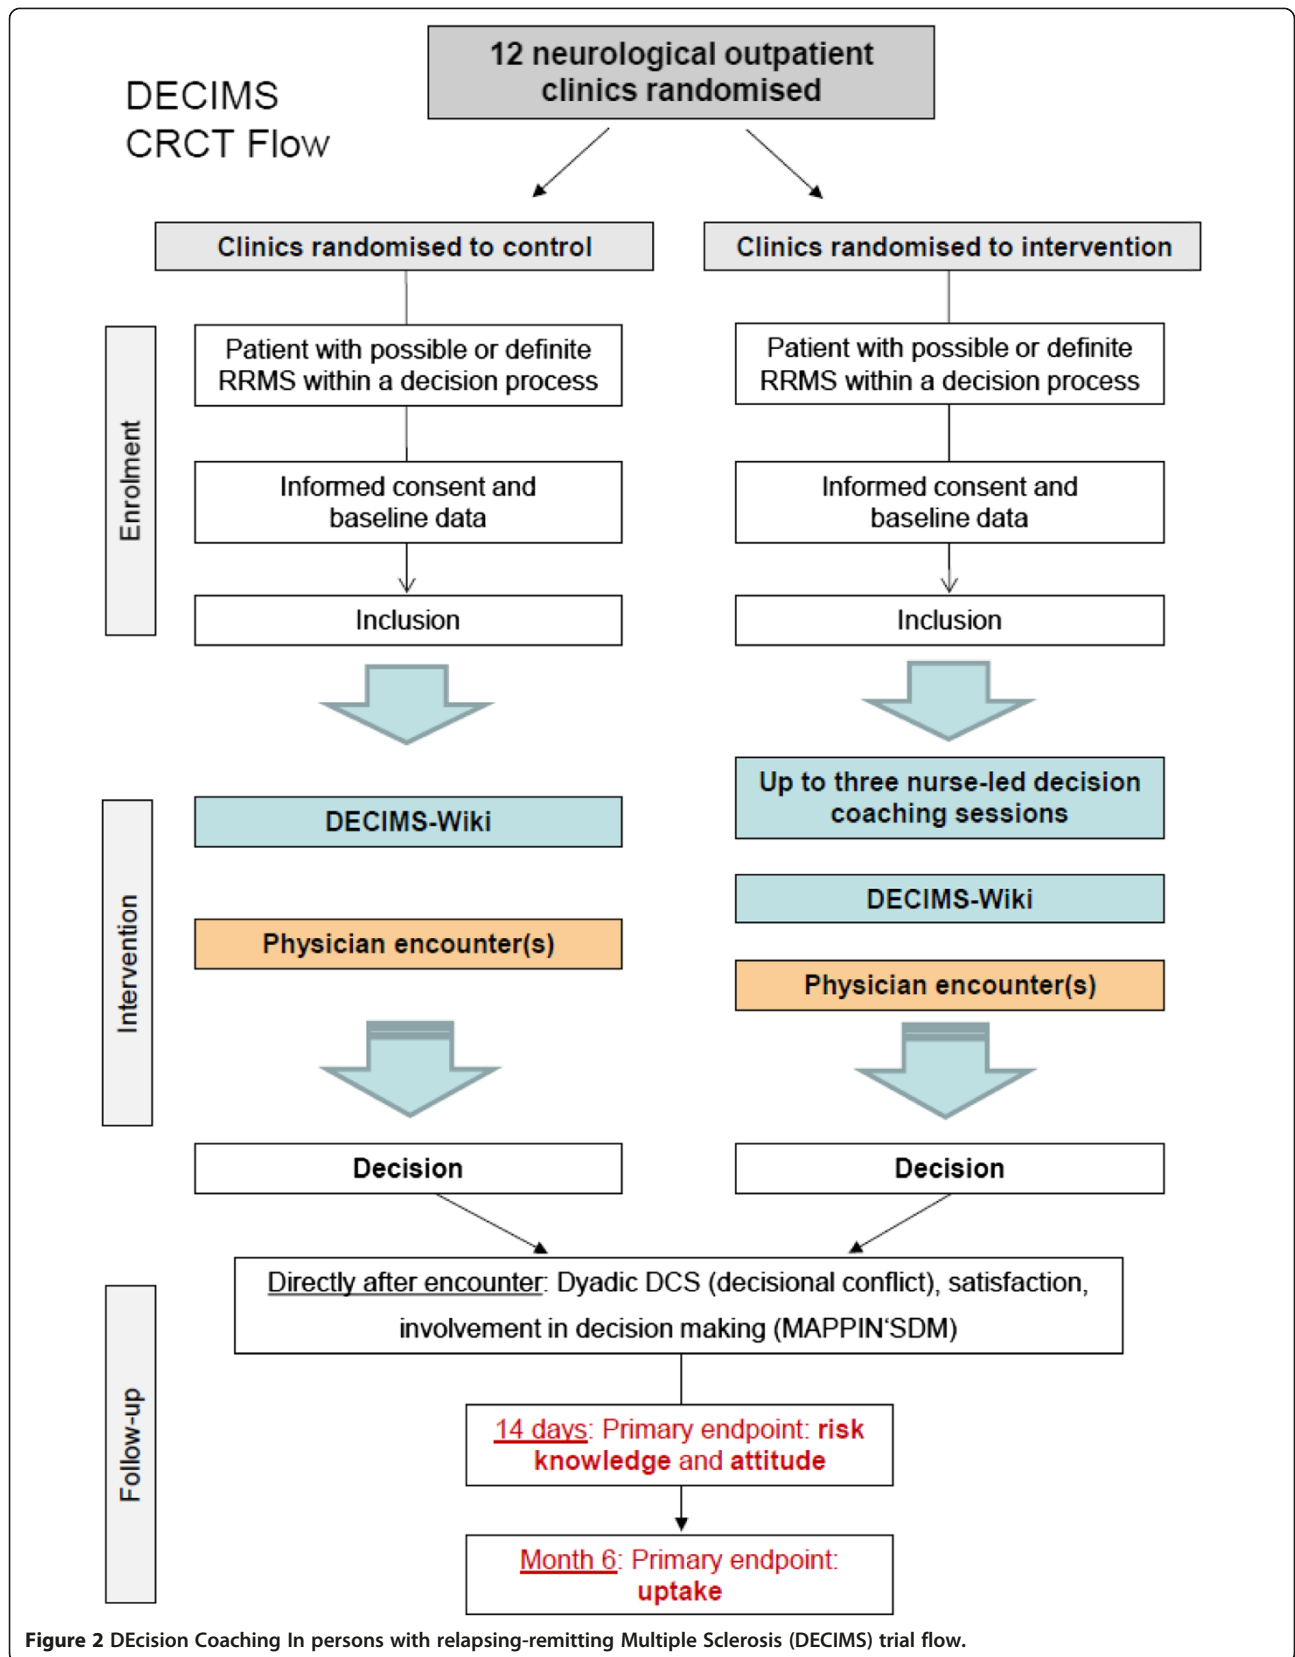 12 neurological outpatient
clinics randomised
DECIMS
CRCT Flow
Clinics randomised to control
Clinics randomised to intervention
Enrolment
Patient with possible or definite
RRMS within a decision process
Patient with possible or definite
RRMS within a decision process
Informed consent and
baseline data
Informed consent and
baseline data
Inclusion
Inclusion
Intervention
DECIMS-Wiki
Physician encounter(s)
Up to three nurse-led decision
coaching sessions
DECIMS-Wiki
Physician encounter(s)
Decision
Decision
Follow-up
Directly after encounter: Dyadic DCS (decisional conflict), satisfaction,
involvement in decision making (MAPPIN‘SDM)
14 days: Primary endpoint: risk
knowledge and attitude
Month 6: Primary endpoint:
uptake
Figure 2 DEcision Coaching In persons with relapsing-remitting Multiple Sclerosis (DECIMS) trial flow.